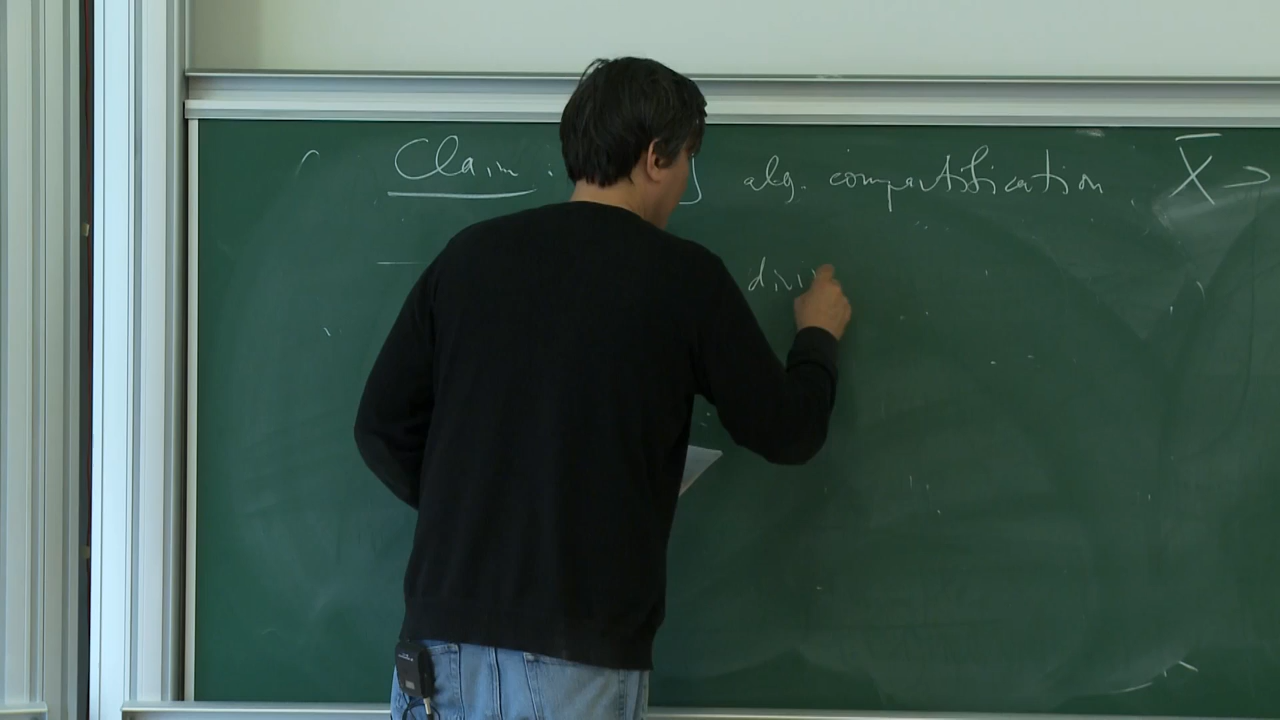 Claim : ∃ alg. compactification X̄ ⊃
divi